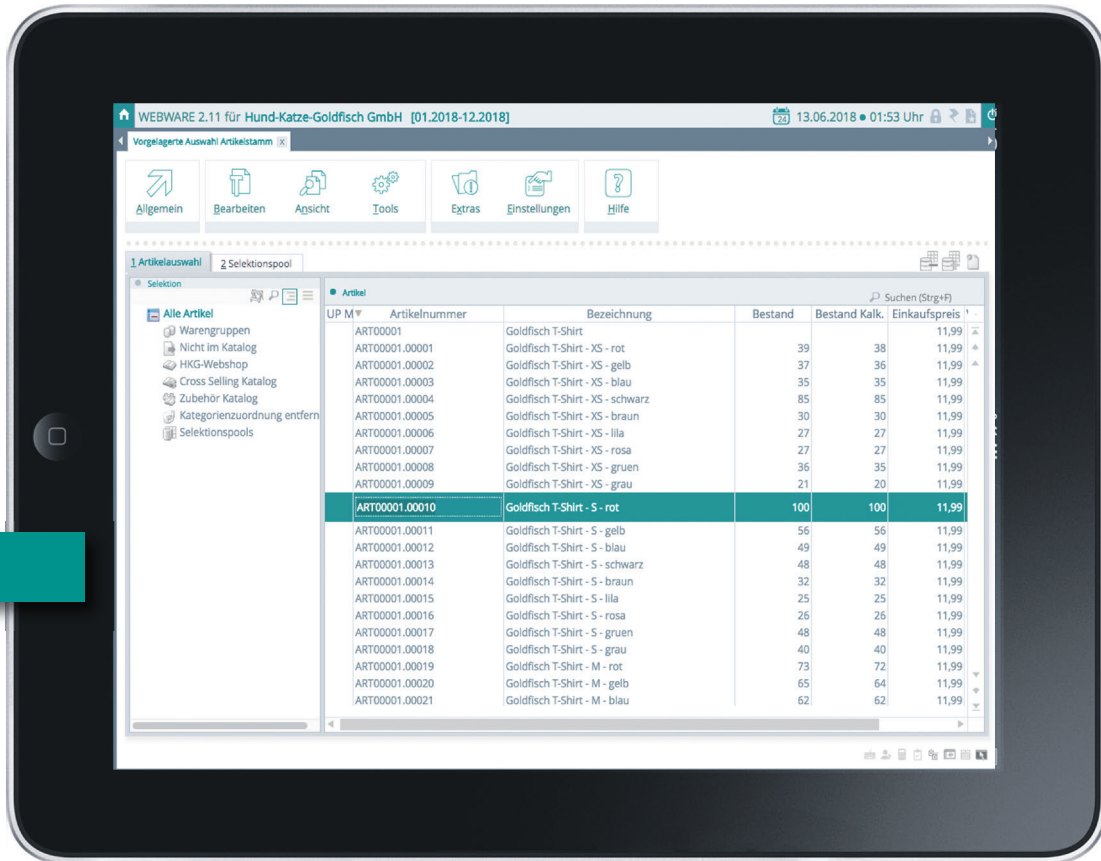 WEBWARE 2.11 für Hund-Katze-Goldfisch GmbH [01.2018-12.2018]
24 13.06.2018 • 01:53 Uhr
Vorgelagerte Auswahl Artikelstamm X
Allgemein Bearbeiten Ansicht Tools Extras Einstellungen Hilfe
1 Artikelauswahl 2 Selektionspool
Selektion
Alle Artikel
Warengruppen
Nicht im Katalog
HKG-Webshop
Cross Selling Katalog
Zubehör Katalog
Kategorienzuordnung entfern
Selektionspools
Artikel
Suchen (Strg+F)
UP M Artikelnummer Bezeichnung Bestand Bestand Kalk. Einkaufspreis
ART00001 Goldfisch T-Shirt 11,99
ART00001.00001 Goldfisch T-Shirt - XS - rot 39 38 11,99
ART00001.00002 Goldfisch T-Shirt - XS - gelb 37 36 11,99
ART00001.00003 Goldfisch T-Shirt - XS - blau 35 35 11,99
ART00001.00004 Goldfisch T-Shirt - XS - schwarz 85 85 11,99
ART00001.00005 Goldfisch T-Shirt - XS - braun 30 30 11,99
ART00001.00006 Goldfisch T-Shirt - XS - lila 27 27 11,99
ART00001.00007 Goldfisch T-Shirt - XS - rosa 27 27 11,99
ART00001.00008 Goldfisch T-Shirt - XS - gruen 36 35 11,99
ART00001.00009 Goldfisch T-Shirt - XS - grau 21 20 11,99
ART00001.00010 Goldfisch T-Shirt - S - rot 100 100 11,99
ART00001.00011 Goldfisch T-Shirt - S - gelb 56 56 11,99
ART00001.00012 Goldfisch T-Shirt - S - blau 49 49 11,99
ART00001.00013 Goldfisch T-Shirt - S - schwarz 48 48 11,99
ART00001.00014 Goldfisch T-Shirt - S - braun 32 32 11,99
ART00001.00015 Goldfisch T-Shirt - S - lila 25 25 11,99
ART00001.00016 Goldfisch T-Shirt - S - rosa 26 26 11,99
ART00001.00017 Goldfisch T-Shirt - S - gruen 48 48 11,99
ART00001.00018 Goldfisch T-Shirt - S - grau 40 40 11,99
ART00001.00019 Goldfisch T-Shirt - M - rot 73 72 11,99
ART00001.00020 Goldfisch T-Shirt - M - gelb 65 64 11,99
ART00001.00021 Goldfisch T-Shirt - M - blau 62 62 11,99